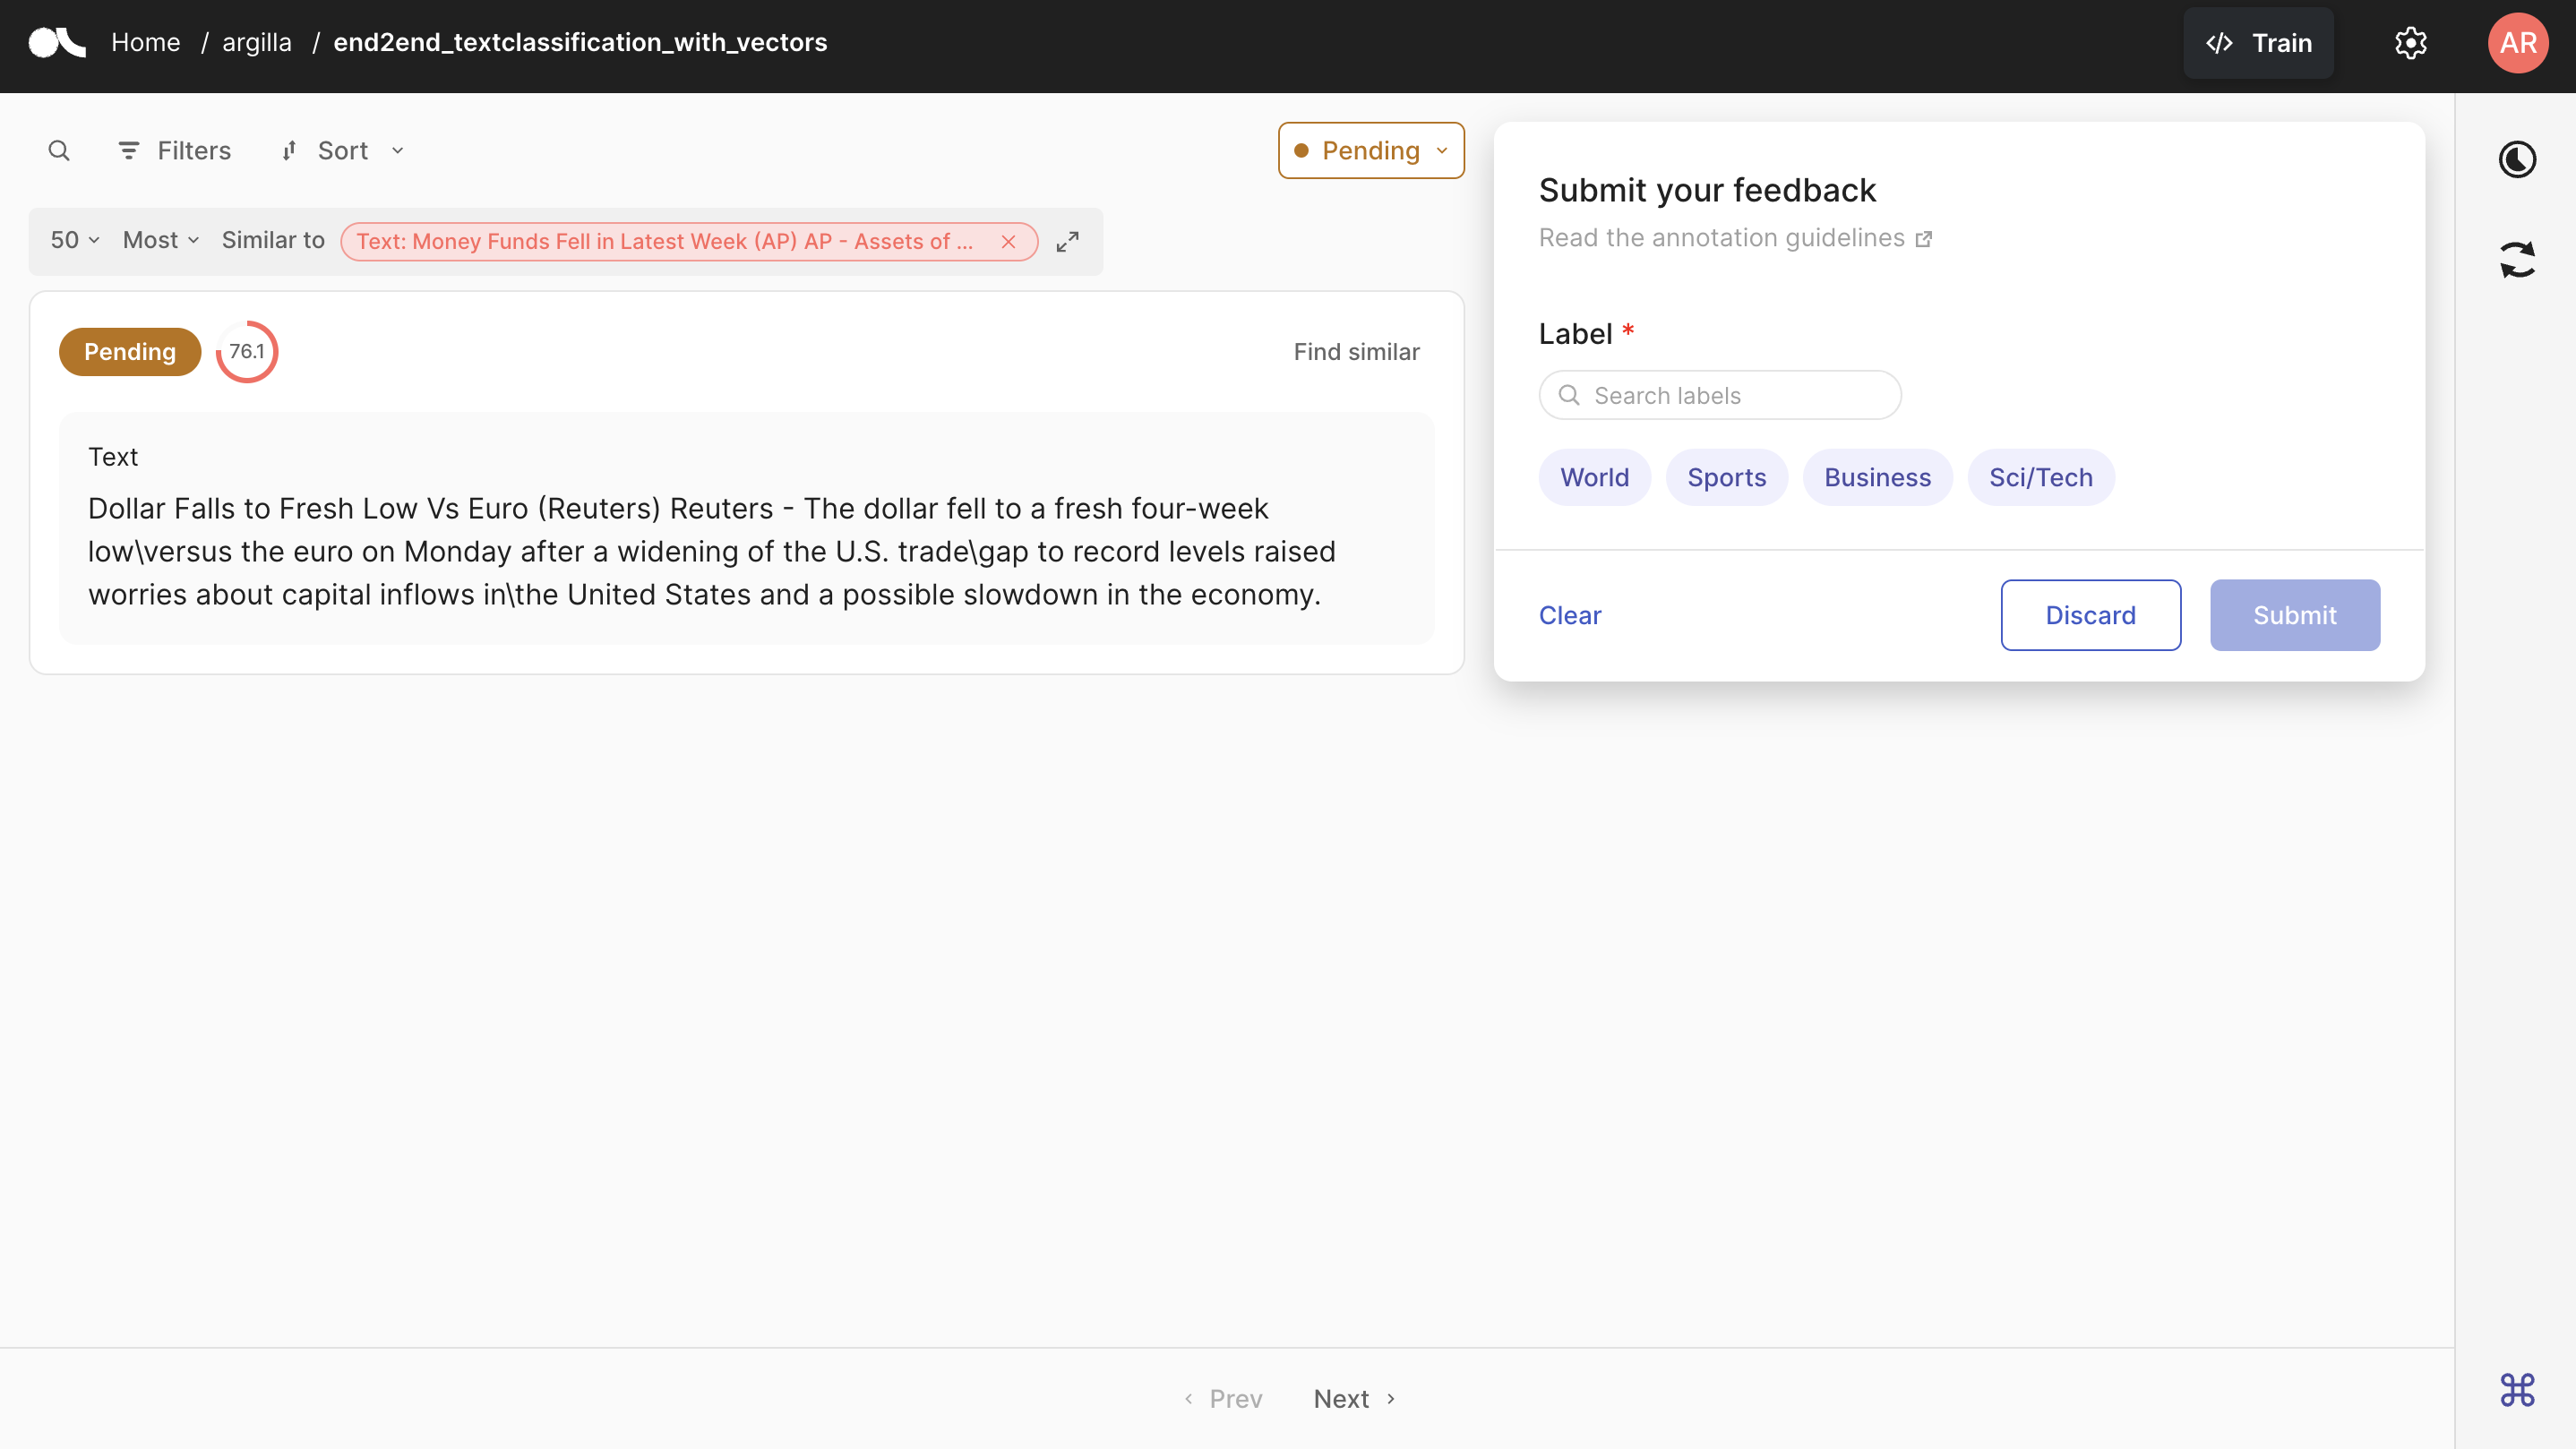 Home / argilla / end2end_textclassification_with_vectors
Train
AR
Filters
Sort
Pending
50 Most Similar to Text: Money Funds Fell in Latest Week (AP) AP - Assets of ...
Pending
76.1
Find similar
Text
Dollar Falls to Fresh Low Vs Euro (Reuters) Reuters - The dollar fell to a fresh four-week
low\versus the euro on Monday after a widening of the U.S. trade\gap to record levels raised
worries about capital inflows in\the United States and a possible slowdown in the economy.
Submit your feedback
Read the annotation guidelines
Label *
Search labels
World Sports Business Sci/Tech
Clear
Discard
Submit
Prev
Next